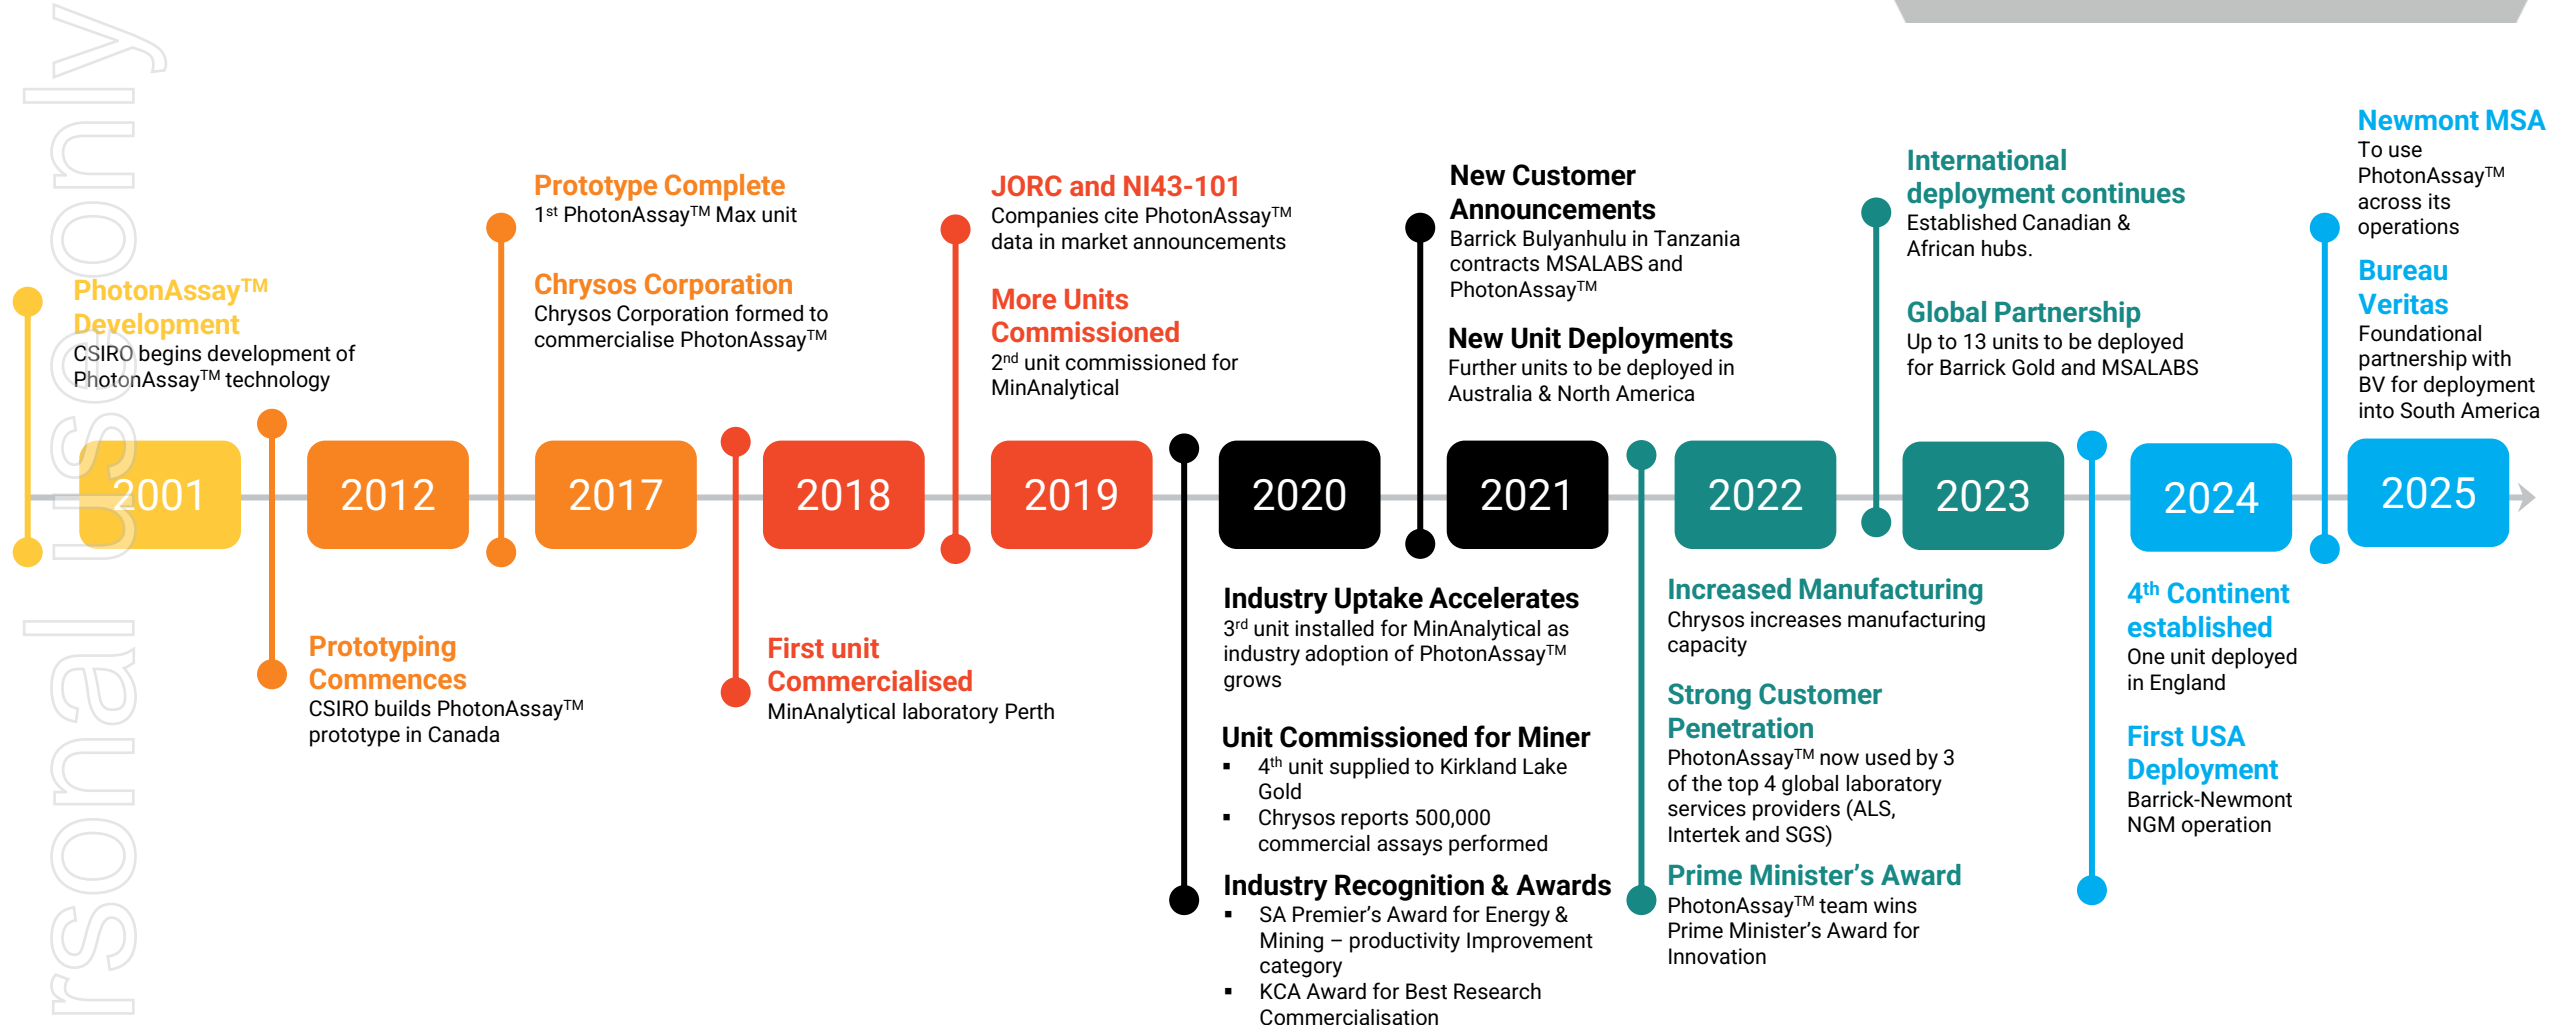 rsonal use only
PhotonAssay™
Development
CSIRO begins development of
PhotonAssay™ technology
2001
2012
Prototyping
Commences
CSIRO builds PhotonAssay™
prototype in Canada
Prototype Complete
1st PhotonAssay™ Max unit
Chrysos Corporation
Chrysos Corporation formed to
commercialise PhotonAssay™
2017
2018
First unit
Commercialised
MinAnalytical laboratory Perth
JORC and NI43-101
Companies cite PhotonAssay™
data in market announcements
More Units
Commissioned
2nd unit commissioned for
MinAnalytical
2019
2020
Industry Uptake Accelerates
3rd unit installed for MinAnalytical as
industry adoption of PhotonAssay™
grows
Unit Commissioned for Miner
▪ 4th unit supplied to Kirkland Lake
Gold
▪ Chrysos reports 500,000
commercial assays performed
Industry Recognition & Awards
▪ SA Premier’s Award for Energy &
Mining – productivity Improvement
category
▪ KCA Award for Best Research
Commercialisation
New Customer
Announcements
Barrick Bulyanhulu in Tanzania
contracts MSALABS and
PhotonAssay™
New Unit Deployments
Further units to be deployed in
Australia & North America
2021
2022
Increased Manufacturing
Chrysos increases manufacturing
capacity
Strong Customer
Penetration
PhotonAssay™ now used by 3
of the top 4 global laboratory
services providers (ALS,
Intertek and SGS)
Prime Minister’s Award
PhotonAssay™ team wins
Prime Minister’s Award for
Innovation
International
deployment continues
Established Canadian &
African hubs.
Global Partnership
Up to 13 units to be deployed
for Barrick Gold and MSALABS
2023
2024
4th Continent
established
One unit deployed
in England
First USA
Deployment
Barrick-Newmont
NGM operation
Newmont MSA
To use
PhotonAssay™
across its
operations
Bureau
Veritas
Foundational
partnership with
BV for deployment
into South America
2025